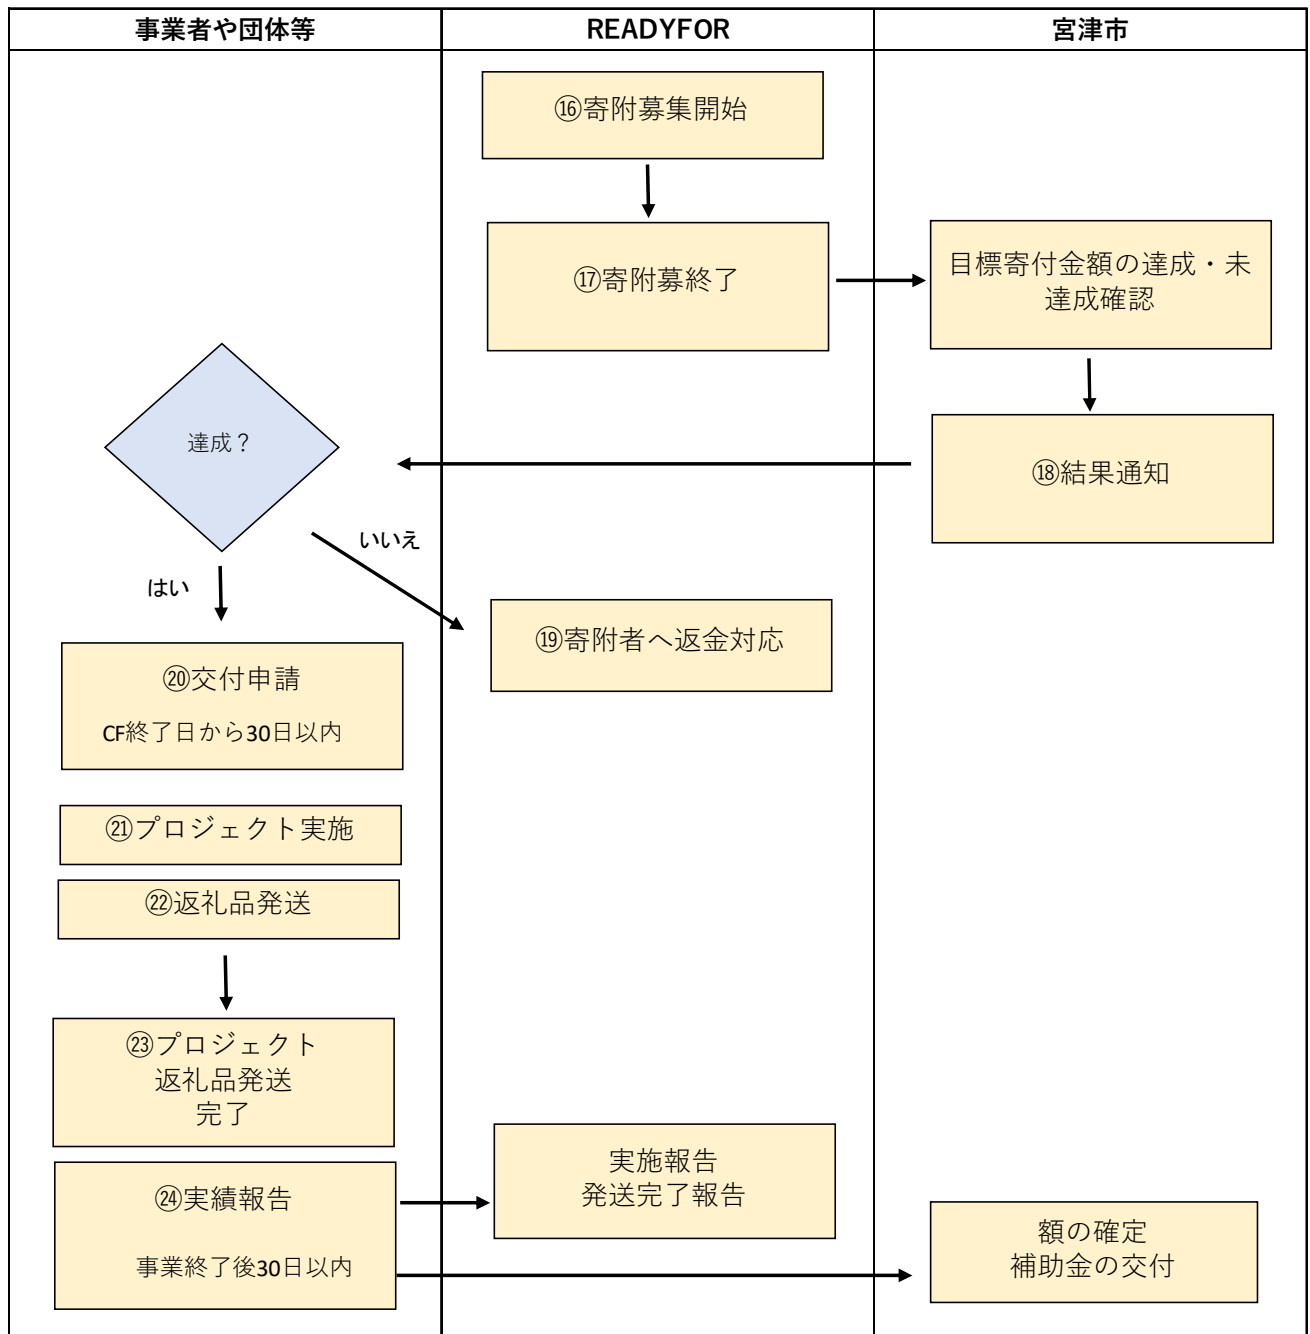 事業者や団体等
READYFOR
宮津市
⑯寄附募集開始
⑰寄附募終了
目標寄付金額の達成・未
達成確認
達成？
⑱結果通知
いいえ
はい
⑲寄附者へ返金対応
⑳交付申請
CF終了日から30日以内
㉑プロジェクト実施
㉒返礼品発送
㉓プロジェクト
返礼品発送
完了
㉔実績報告
事業終了後30日以内
実施報告
発送完了報告
額の確定
補助金の交付